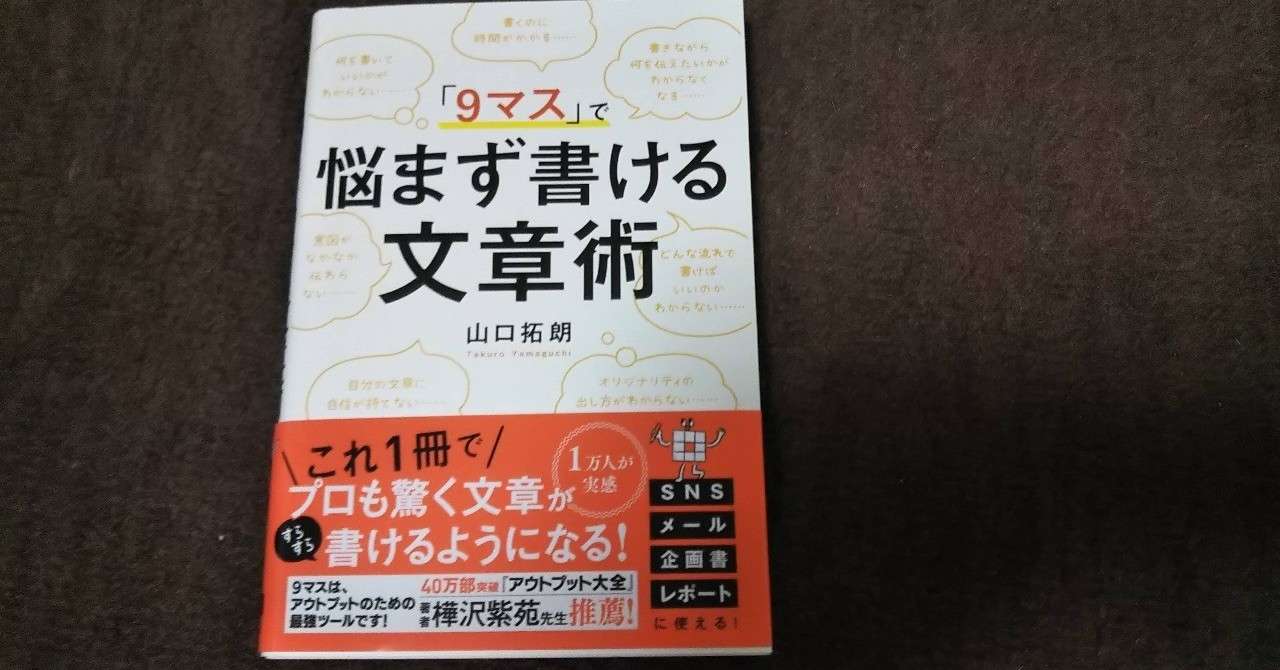 書くのに
時間がかかる……
何を書いて
いいかが
わからない……
書きながら
何を伝えたいかが
わからなく
なる……
「9マス」で
悩まず書ける
文章術
意図が
なかなか
伝わら
ない……
どんな流れで
書けば
いいのか
わからない……
山口拓朗
Takuro Yamaguchi
自分の文章に
自信が持てない……
オリジナリティの
出し方がわからない……
これ1冊で
プロも驚く文章が
すらすら
書けるようになる!
1万人が
実感
SNS
メール
企画書
レポート
に使える!
9マスは、
アウトプットのための
最強ツールです!
40万部突破『アウトプット大全』
著者 樺沢紫苑先生推薦!